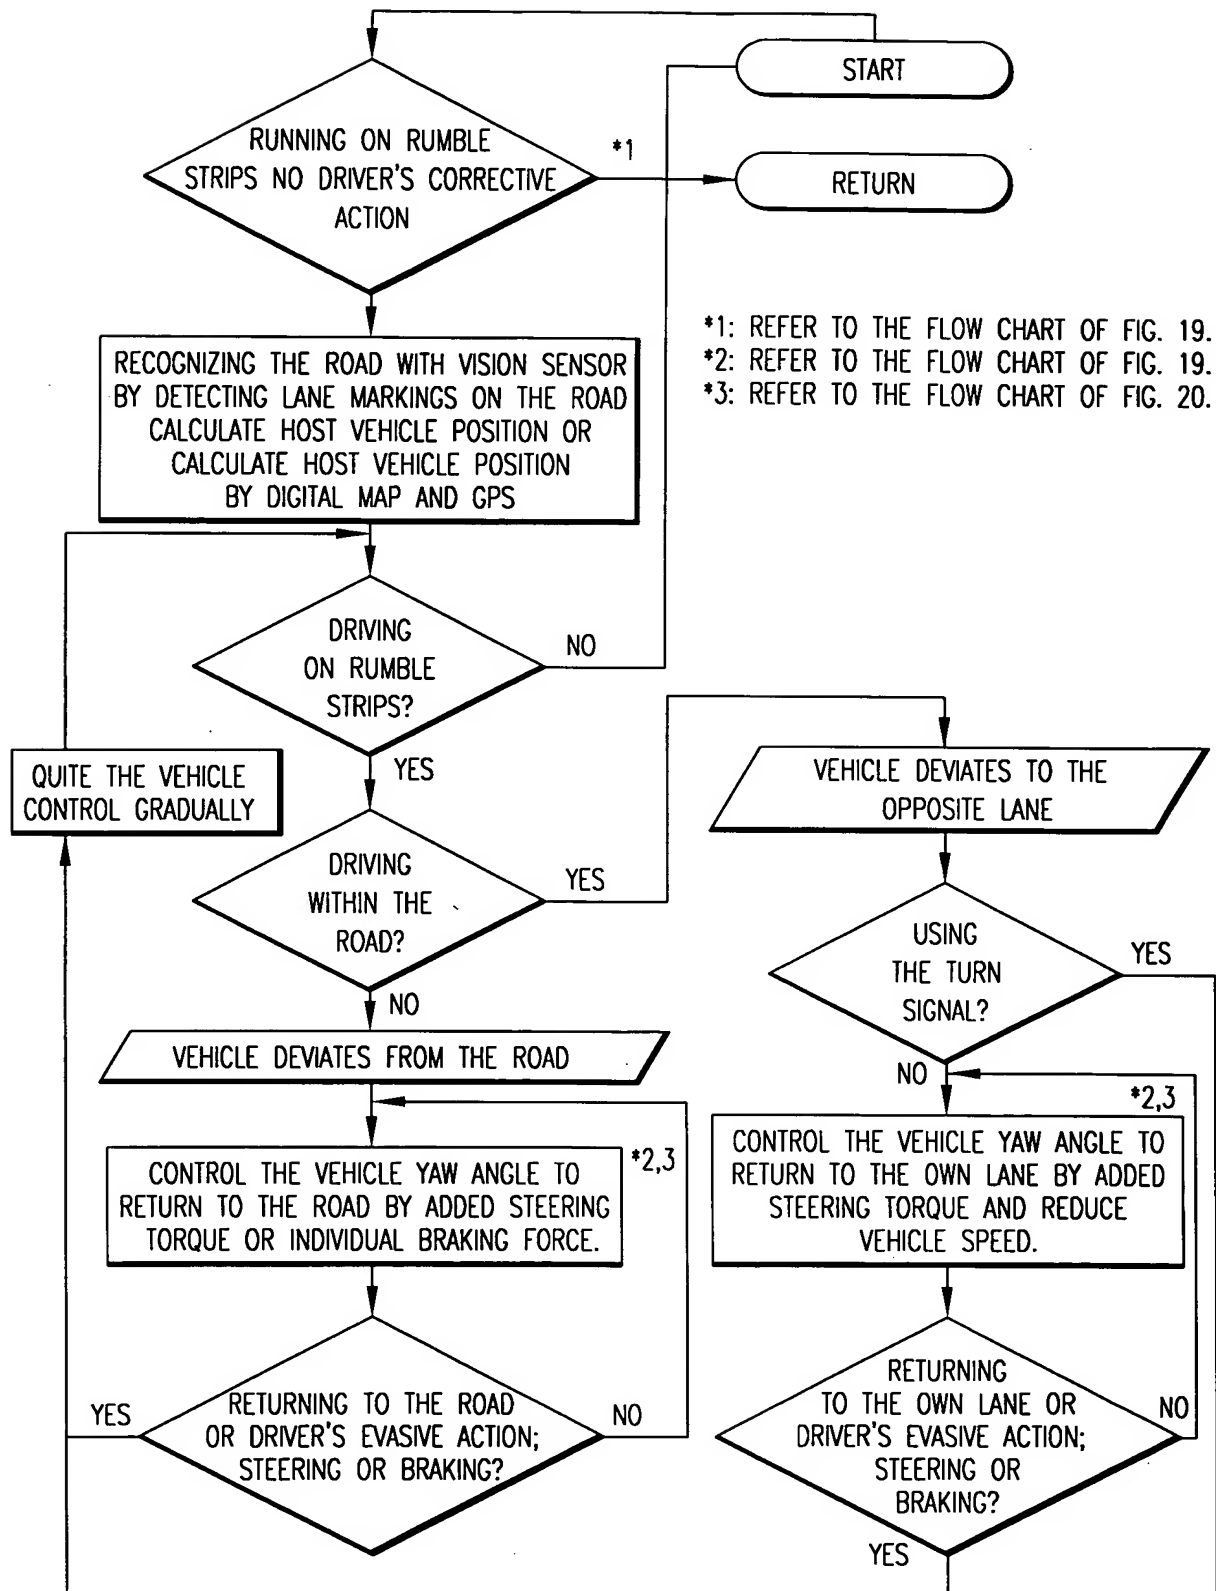 START
RUNNING ON RUMBLE
STRIPS NO DRIVER'S CORRECTIVE
ACTION
*1
RETURN
*1: REFER TO THE FLOW CHART OF FIG. 19.
*2: REFER TO THE FLOW CHART OF FIG. 19.
*3: REFER TO THE FLOW CHART OF FIG. 20.
RECOGNIZING THE ROAD WITH VISION SENSOR
BY DETECTING LANE MARKINGS ON THE ROAD
CALCULATE HOST VEHICLE POSITION OR
CALCULATE HOST VEHICLE POSITION
BY DIGITAL MAP AND GPS
DRIVING
ON RUMBLE
STRIPS?
NO
YES
QUITE THE VEHICLE
CONTROL GRADUALLY
VEHICLE DEVIATES TO THE
OPPOSITE LANE
DRIVING
WITHIN THE
ROAD?
YES
NO
USING
THE TURN
SIGNAL?
YES
NO
VEHICLE DEVIATES FROM THE ROAD
*2,3
CONTROL THE VEHICLE YAW ANGLE TO
RETURN TO THE ROAD BY ADDED STEERING
TORQUE OR INDIVIDUAL BRAKING FORCE.
*2,3
CONTROL THE VEHICLE YAW ANGLE TO
RETURN TO THE OWN LANE BY ADDED
STEERING TORQUE AND REDUCE
VEHICLE SPEED.
YES
RETURNING TO THE ROAD
OR DRIVER'S EVASIVE ACTION;
STEERING OR BRAKING?
NO
RETURNING
TO THE OWN LANE OR
DRIVER'S EVASIVE ACTION;
STEERING OR
BRAKING?
NO
YES